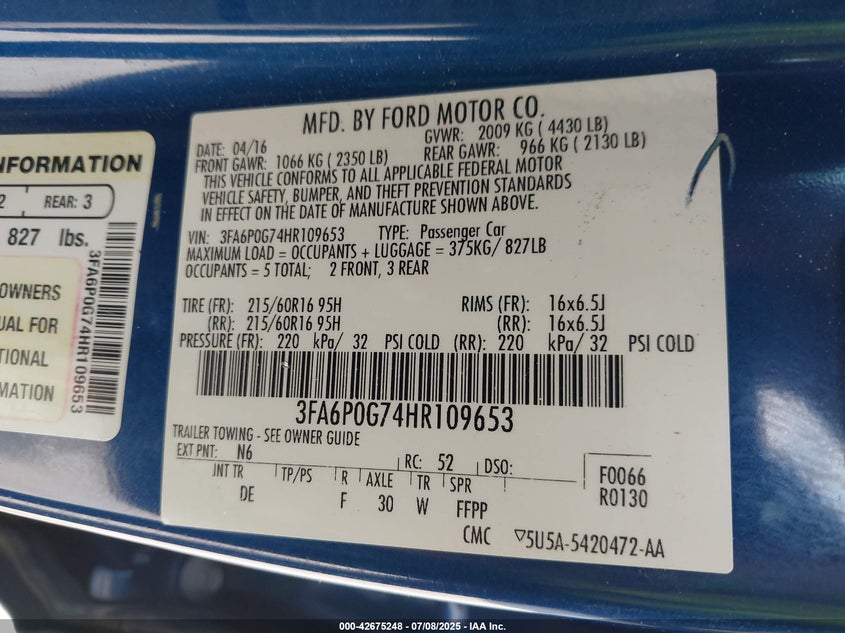 MFD. BY FORD MOTOR CO.
DATE: 04/16 GVWR: 2009 KG ( 4430 LB)
FRONT GAWR: 1066 KG ( 2350 LB) REAR GAWR: 966 KG ( 2130 LB)
THIS VEHICLE CONFORMS TO ALL APPLICABLE FEDERAL MOTOR
VEHICLE SAFETY, BUMPER, AND THEFT PREVENTION STANDARDS
IN EFFECT ON THE DATE OF MANUFACTURE SHOWN ABOVE.
VIN: 3FA6P0G74HR109653 TYPE: Passenger Car
MAXIMUM LOAD = OCCUPANTS + LUGGAGE = 375KG/ 827LB
OCCUPANTS = 5 TOTAL; 2 FRONT, 3 REAR
TIRE (FR): 215/60R16 95H RIMS (FR): 16x6.5J
(RR): 215/60R16 95H (RR): 16x6.5J
PRESSURE (FR): 220 kPa/ 32 PSI COLD (RR): 220 kPa/ 32 PSI COLD
3FA6P0G74HR109653
TRAILER TOWING - SEE OWNER GUIDE
EXT PNT: N6 RC: 52 DSO:
INT TR TP/PS R AXLE TR SPR
DE F 30 W FFPP
F0066
R0130
CMC ▽5U5A-5420472-AA
INFORMATION
2 REAR: 3
827 lbs.
OWNERS
UAL FOR
TIONAL
MATION
3FA6P0G74HR109653
000-42675248 - 07/08/2025 - IAA Inc.